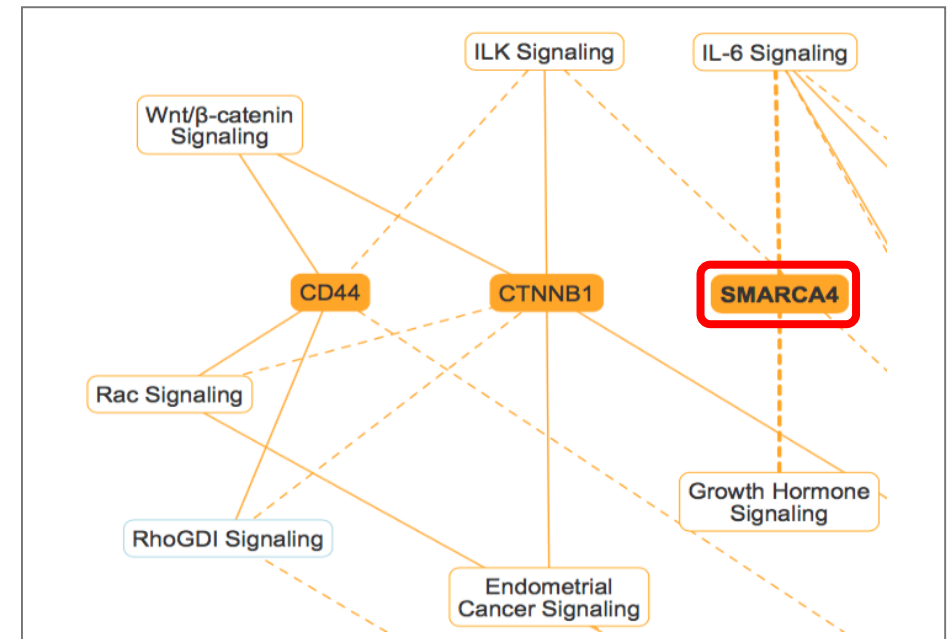 ILK Signaling
IL-6 Signaling
Wnt/β-catenin
Signaling
CD44
CTNNB1
SMARCA4
Rac Signaling
Growth Hormone
Signaling
RhoGDI Signaling
Endometrial
Cancer Signaling